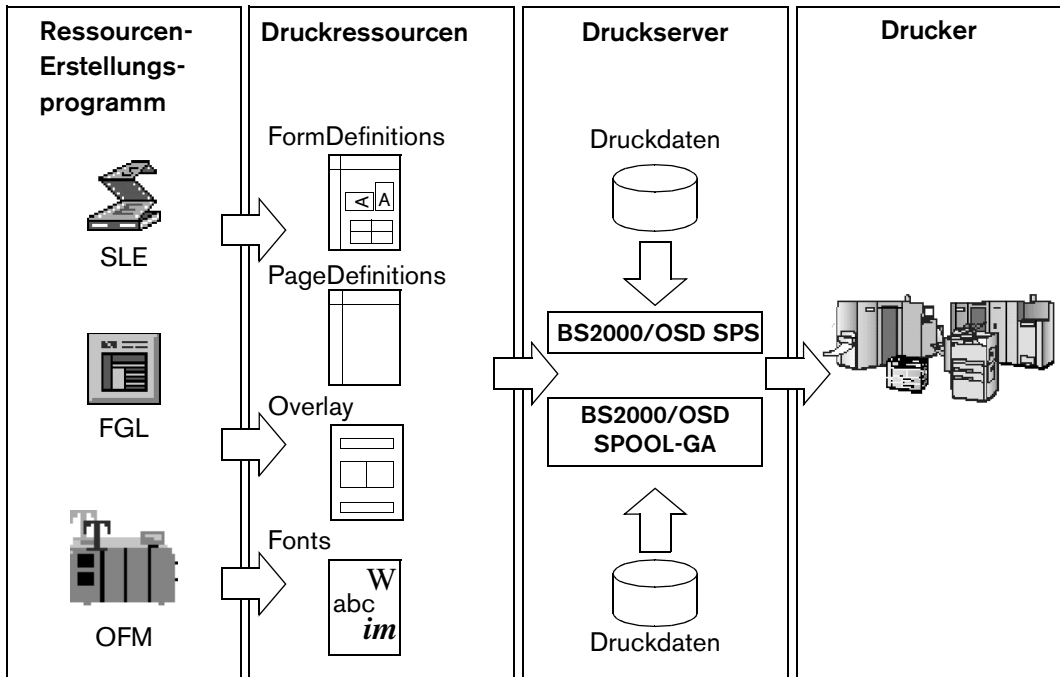 Ressourcen-
Erstellungs-
programm
SLE
FGL
OFM
Druckressourcen
FormDefinitions
A
A
PageDefinitions
Overlay
Fonts
W
abc
im
Druckserver
Druckdaten
BS2000/OSD SPS
BS2000/OSD
SPOOL-GA
Druckdaten
Drucker